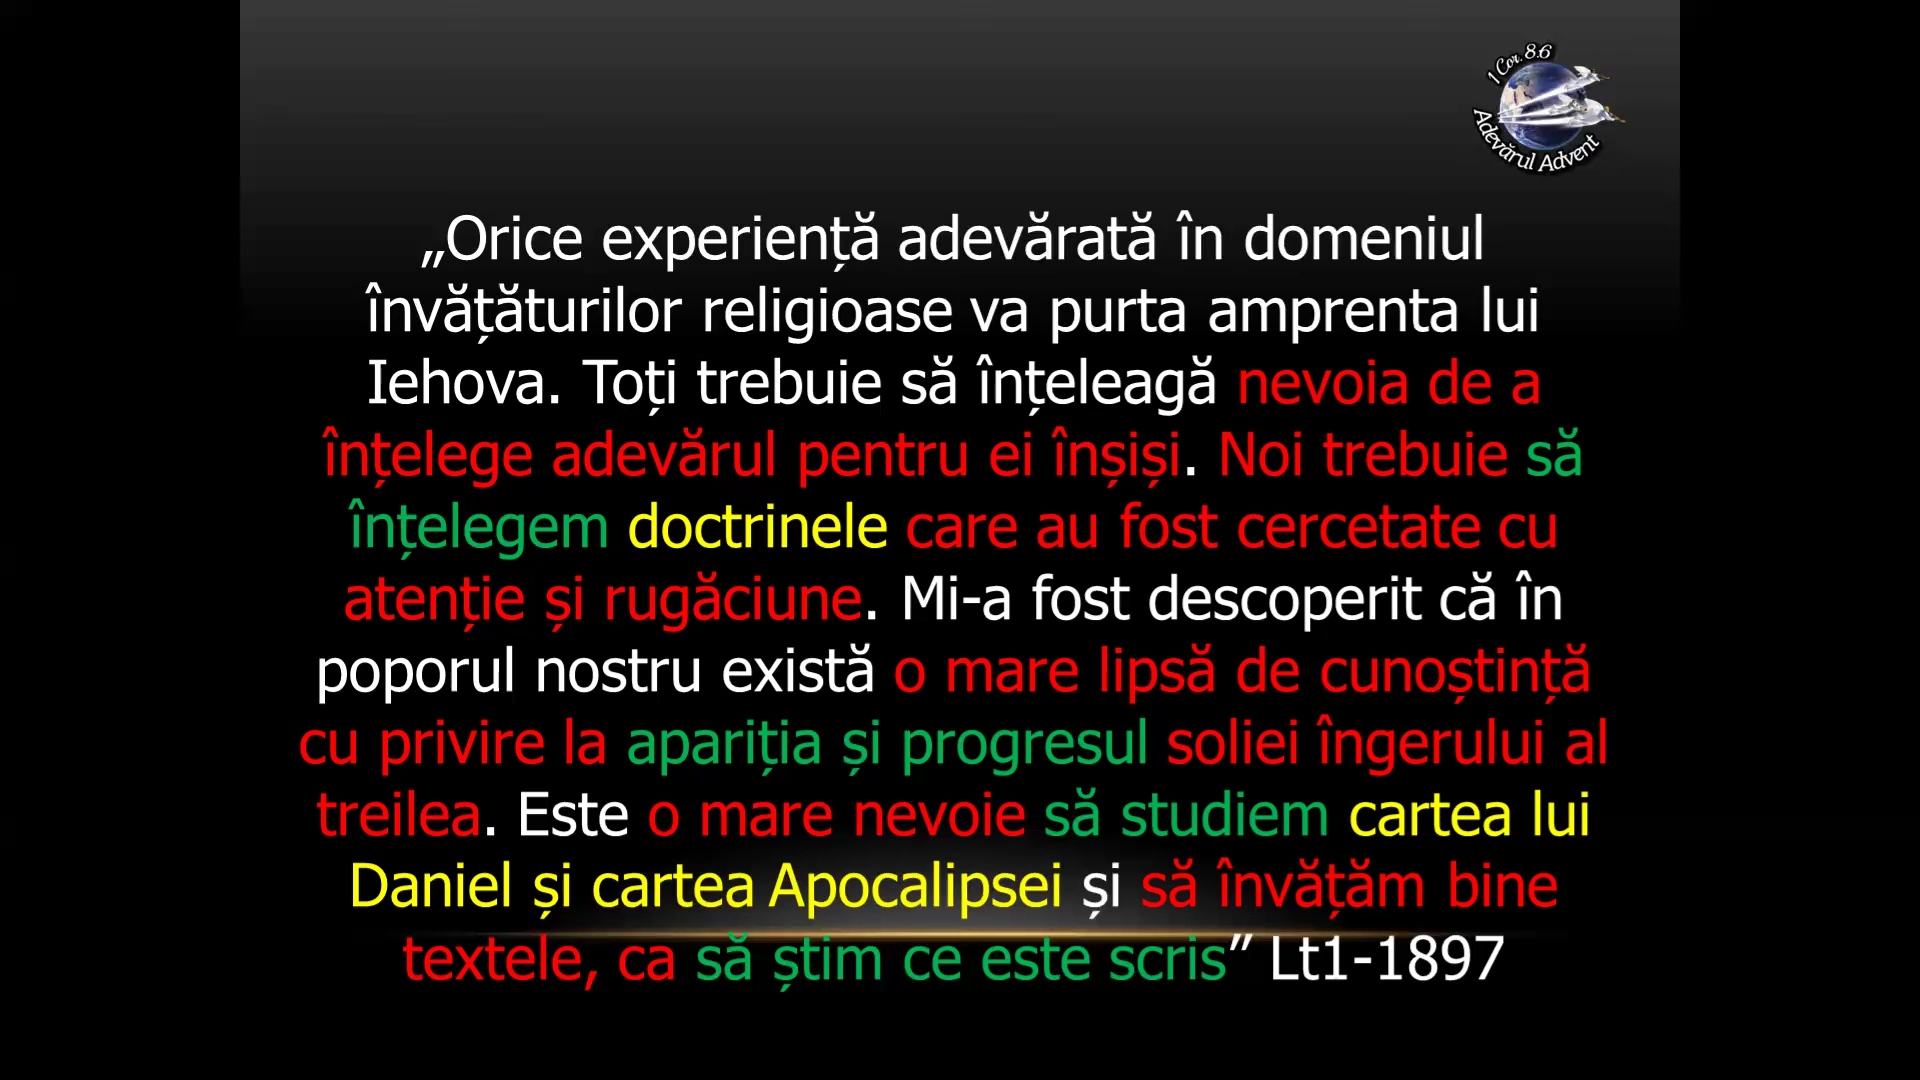 1 Cor. 8:6
Adevărul Advent
„Orice experiență adevărată în domeniul
învățăturilor religioase va purta amprenta lui
Iehova. Toți trebuie să înțeleagă nevoia de a
înțelege adevărul pentru ei înșiși. Noi trebuie să
înțelegem doctrinele care au fost cercetate cu
atenție și rugăciune. Mi-a fost descoperit că în
poporul nostru există o mare lipsă de cunoștință
cu privire la apariția și progresul soliei îngerului al
treilea. Este o mare nevoie să studiem cartea lui
Daniel și cartea Apocalipsei și să învățăm bine
textele, ca să știm ce este scris” Lt1-1897